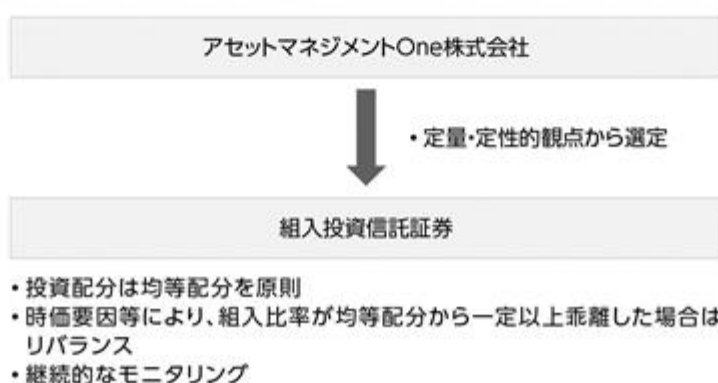 アセットマネジメントOne株式会社
・定量・定性的観点から選定
組入投資信託証券
・投資配分は均等配分を原則
・時価要因等により、組入比率が均等配分から一定以上乖離した場合は
リバランス
・継続的なモニタリング